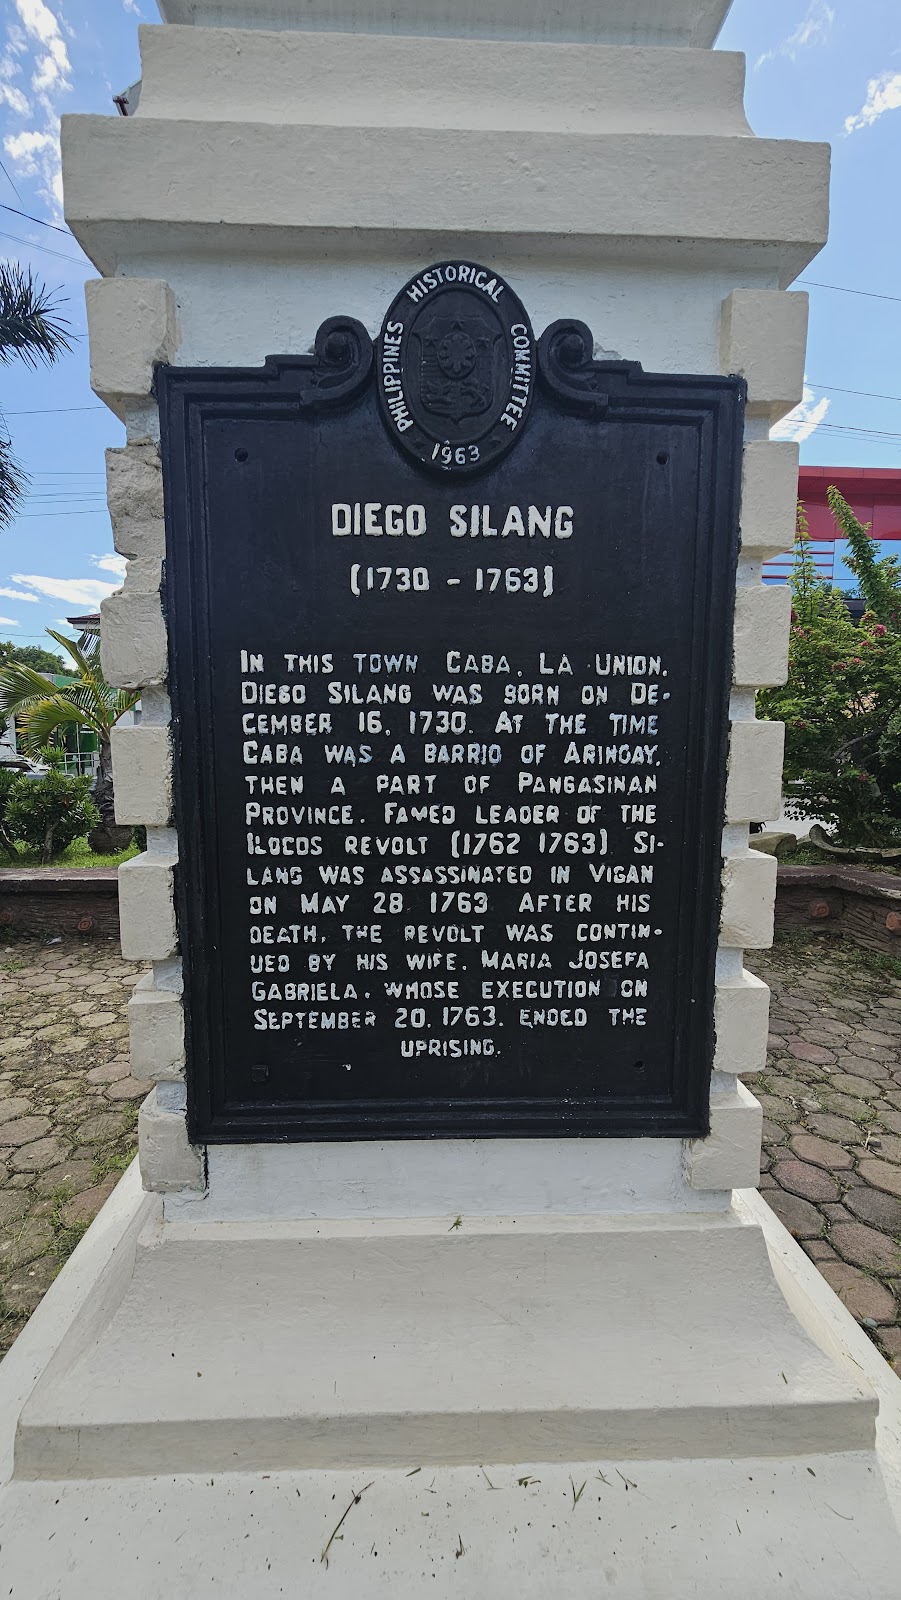 PHILIPPINES HISTORICAL COMMITTEE
1963
DIEGO SILANG
(1730 - 1763)
IN THIS TOWN CABA, LA UNION,
DIEGO SILANG WAS BORN ON DE-
CEMBER 16, 1730. AT THE TIME
CABA WAS A BARRIO OF ARINGAY,
THEN A PART OF PANGASINAN
PROVINCE. FAMED LEADER OF THE
ILOCOS REVOLT (1762 1763) SI-
LANG WAS ASSASSINATED IN VIGAN
ON MAY 28 1763 AFTER HIS
DEATH, THE REVOLT WAS CONTIN-
UED BY HIS WIFE, MARIA JOSEFA
GABRIELA, WHOSE EXECUTION ON
SEPTEMBER 20, 1763, ENDED THE
UPRISING.